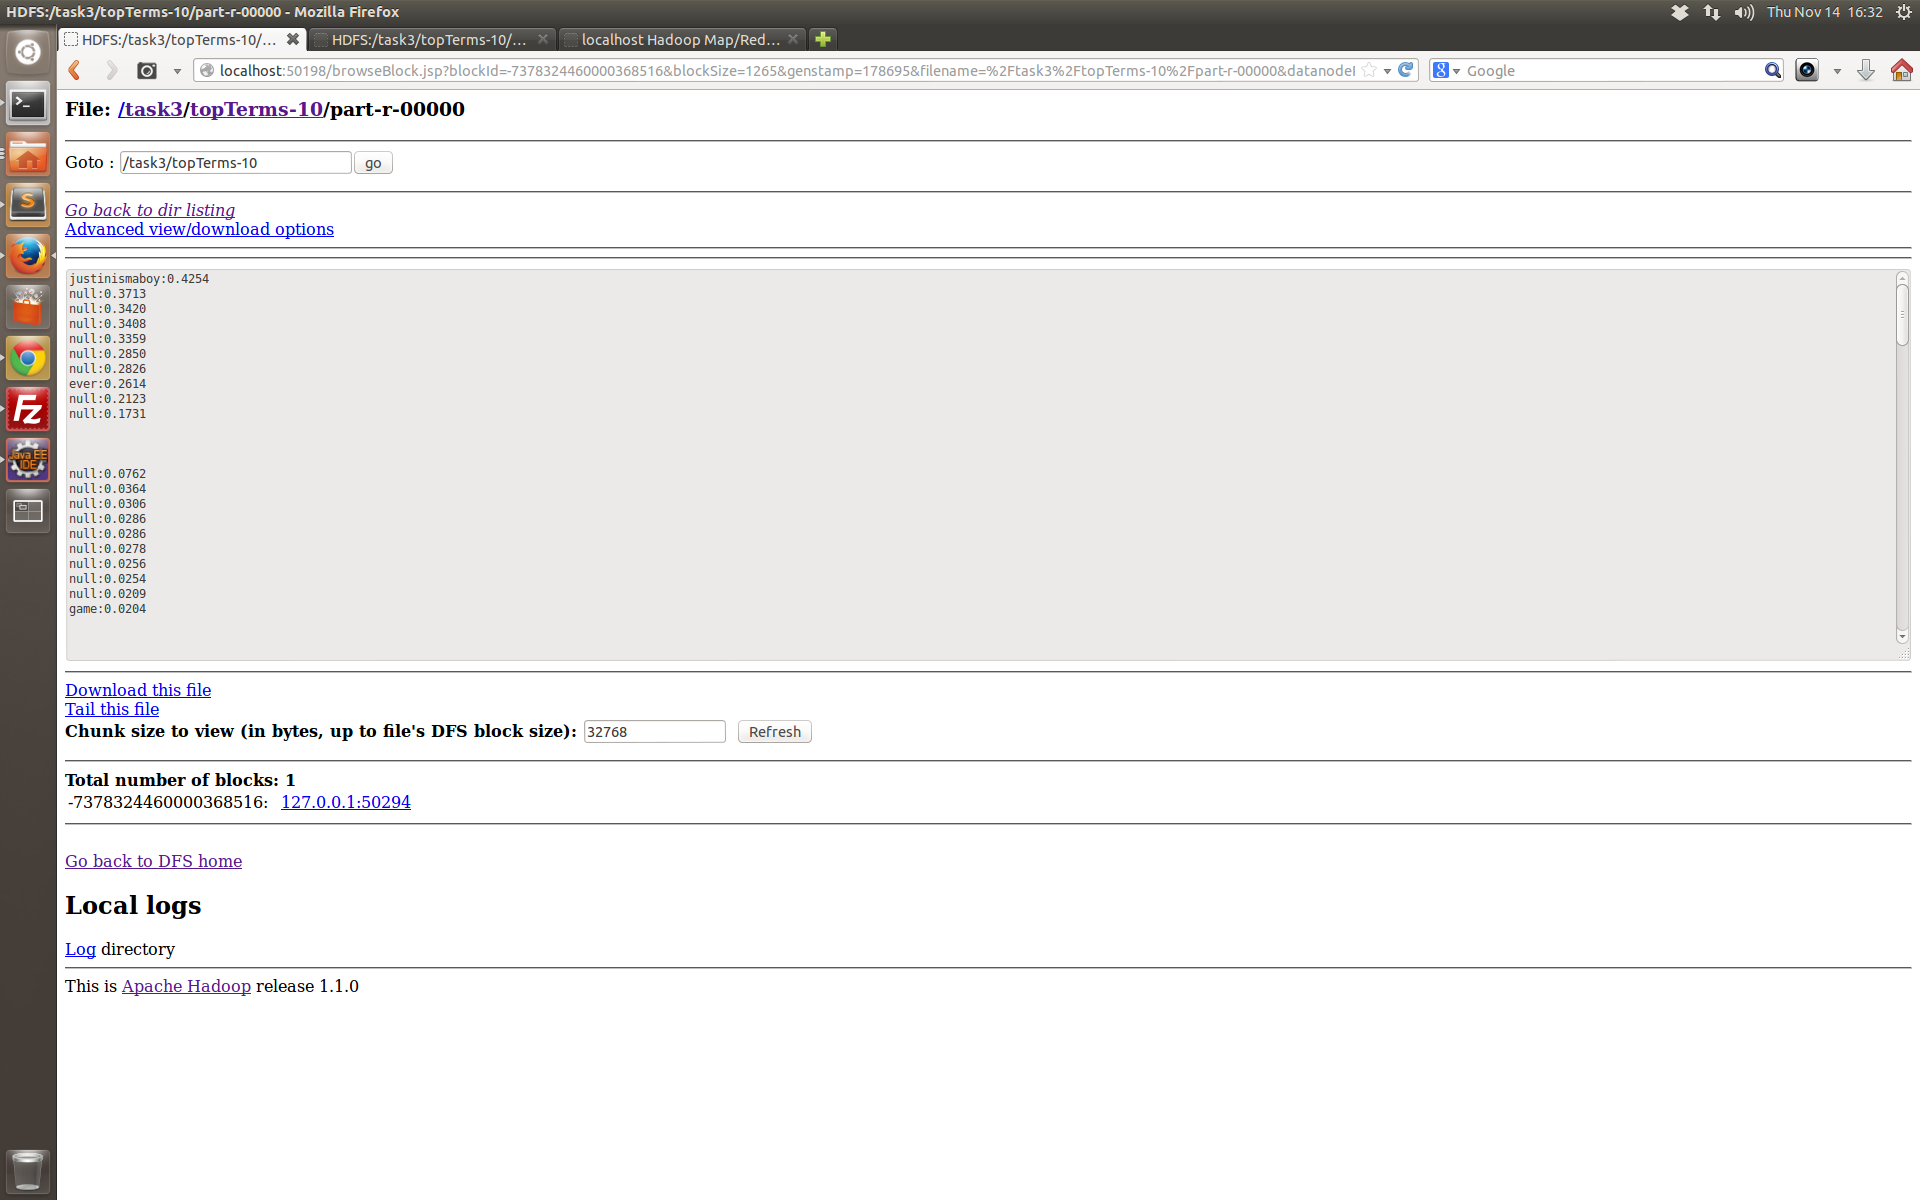 HDFS:/task3/topTerms-10/part-r-00000 - Mozilla Firefox
Thu Nov 14 16:32
HDFS:/task3/topTerms-10/...
HDFS:/task3/topTerms-10/...
localhost Hadoop Map/Red...
localhost:50198/browseBlock.jsp?blockId=-7378324460000368516&blockSize=1265&genstamp=178695&filename=%2Ftask3%2FtopTerms-10%2Fpart-r-00000&datanodeI
Google
File: /task3/topTerms-10/part-r-00000
Goto : /task3/topTerms-10 go
Go back to dir listing
Advanced view/download options
justinismaboy:0.4254
null:0.3713
null:0.3420
null:0.3408
null:0.3359
null:0.2850
null:0.2826
ever:0.2614
null:0.2123
null:0.1731
null:0.0762
null:0.0364
null:0.0306
null:0.0286
null:0.0286
null:0.0278
null:0.0256
null:0.0254
null:0.0209
game:0.0204
Download this file
Tail this file
Chunk size to view (in bytes, up to file's DFS block size): 32768 Refresh
Total number of blocks: 1
-7378324460000368516: 127.0.0.1:50294
Go back to DFS home
Local logs
Log directory
This is Apache Hadoop release 1.1.0
S
Fz
Java EE
IDE